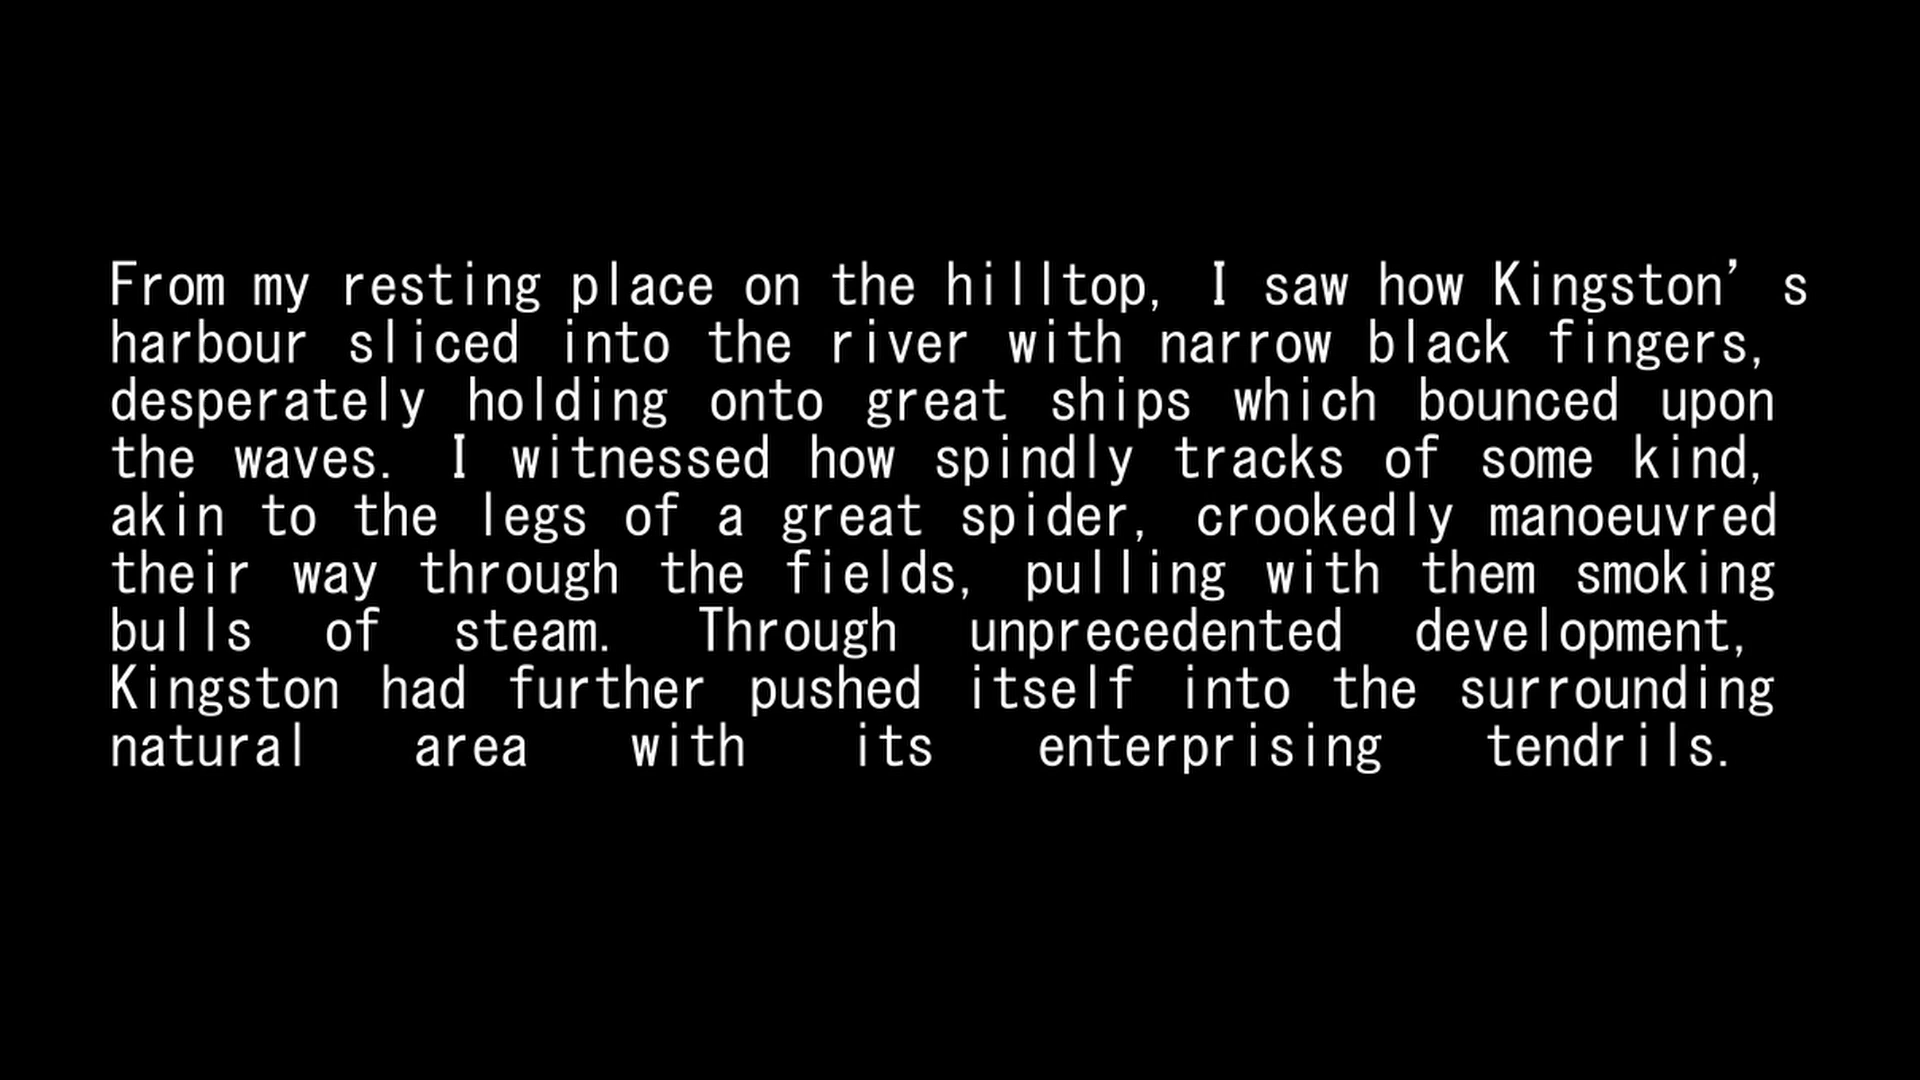 From my resting place on the hilltop, I saw how Kingston’s
harbour sliced into the river with narrow black fingers,
desperately holding onto great ships which bounced upon
the waves. I witnessed how spindly tracks of some kind,
akin to the legs of a great spider, crookedly manoeuvred
their way through the fields, pulling with them smoking
bulls of steam. Through unprecedented development,
Kingston had further pushed itself into the surrounding
natural area with its enterprising tendrils.